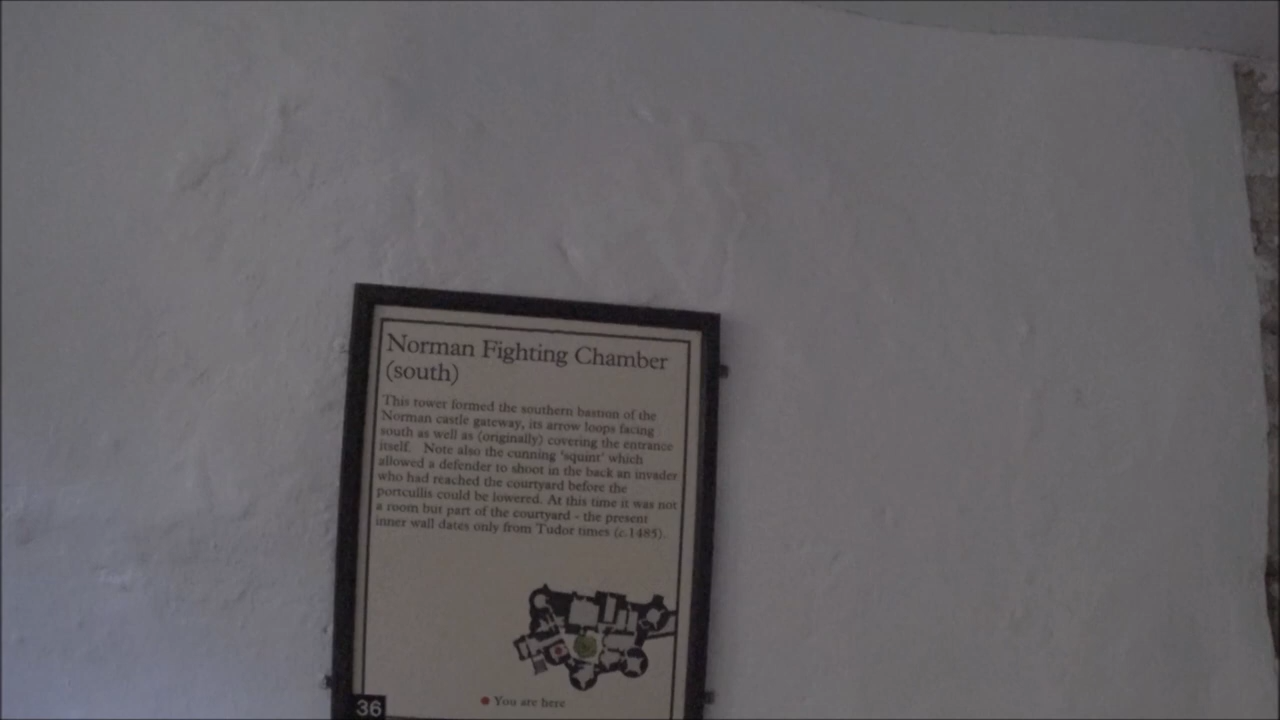 Norman Fighting Chamber
(south)
This tower formed the southern bastion of the
Norman castle gateway, its arrow loops facing
south as well as (originally) covering the entrance
itself. Note also the cunning 'squint' which
allowed a defender to shoot in the back an invader
who had reached the courtyard before the
portcullis could be lowered. At this time it was not
a room but part of the courtyard - the present
inner wall dates only from Tudor times (c.1485).
You are here
36